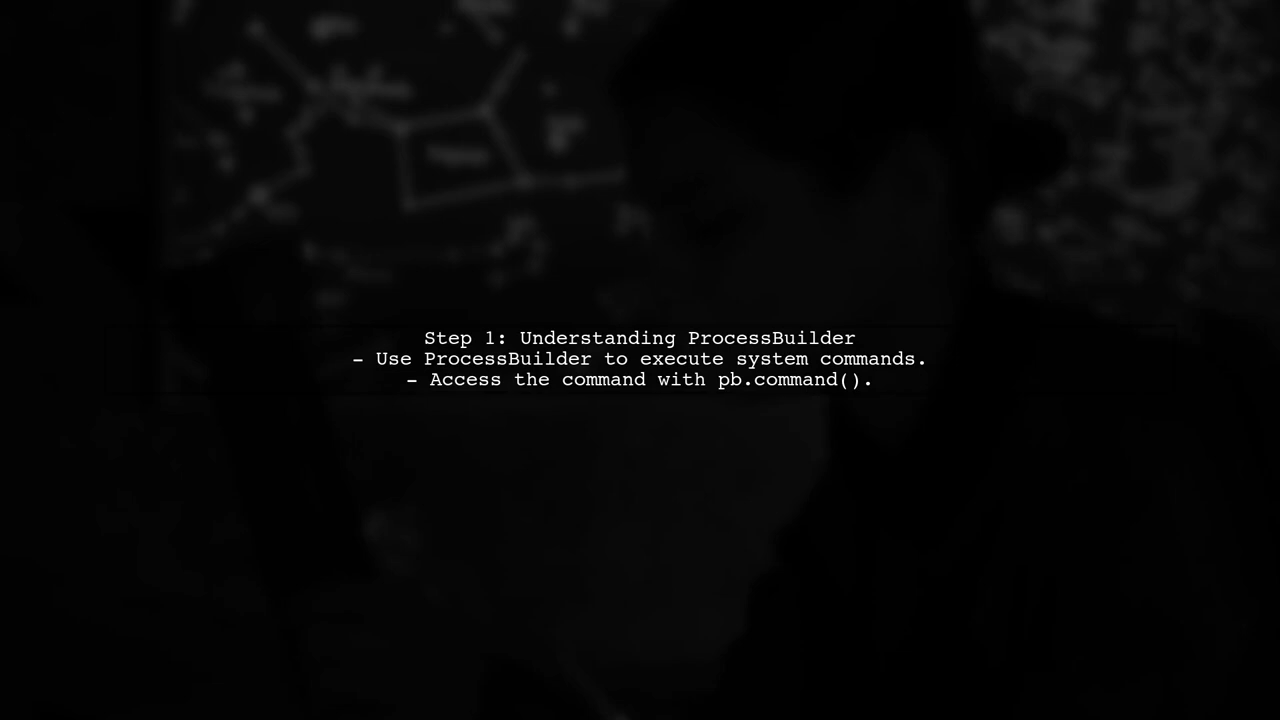 Step 1: Understanding ProcessBuilder
- Use ProcessBuilder to execute system commands.
- Access the command with pb.command().